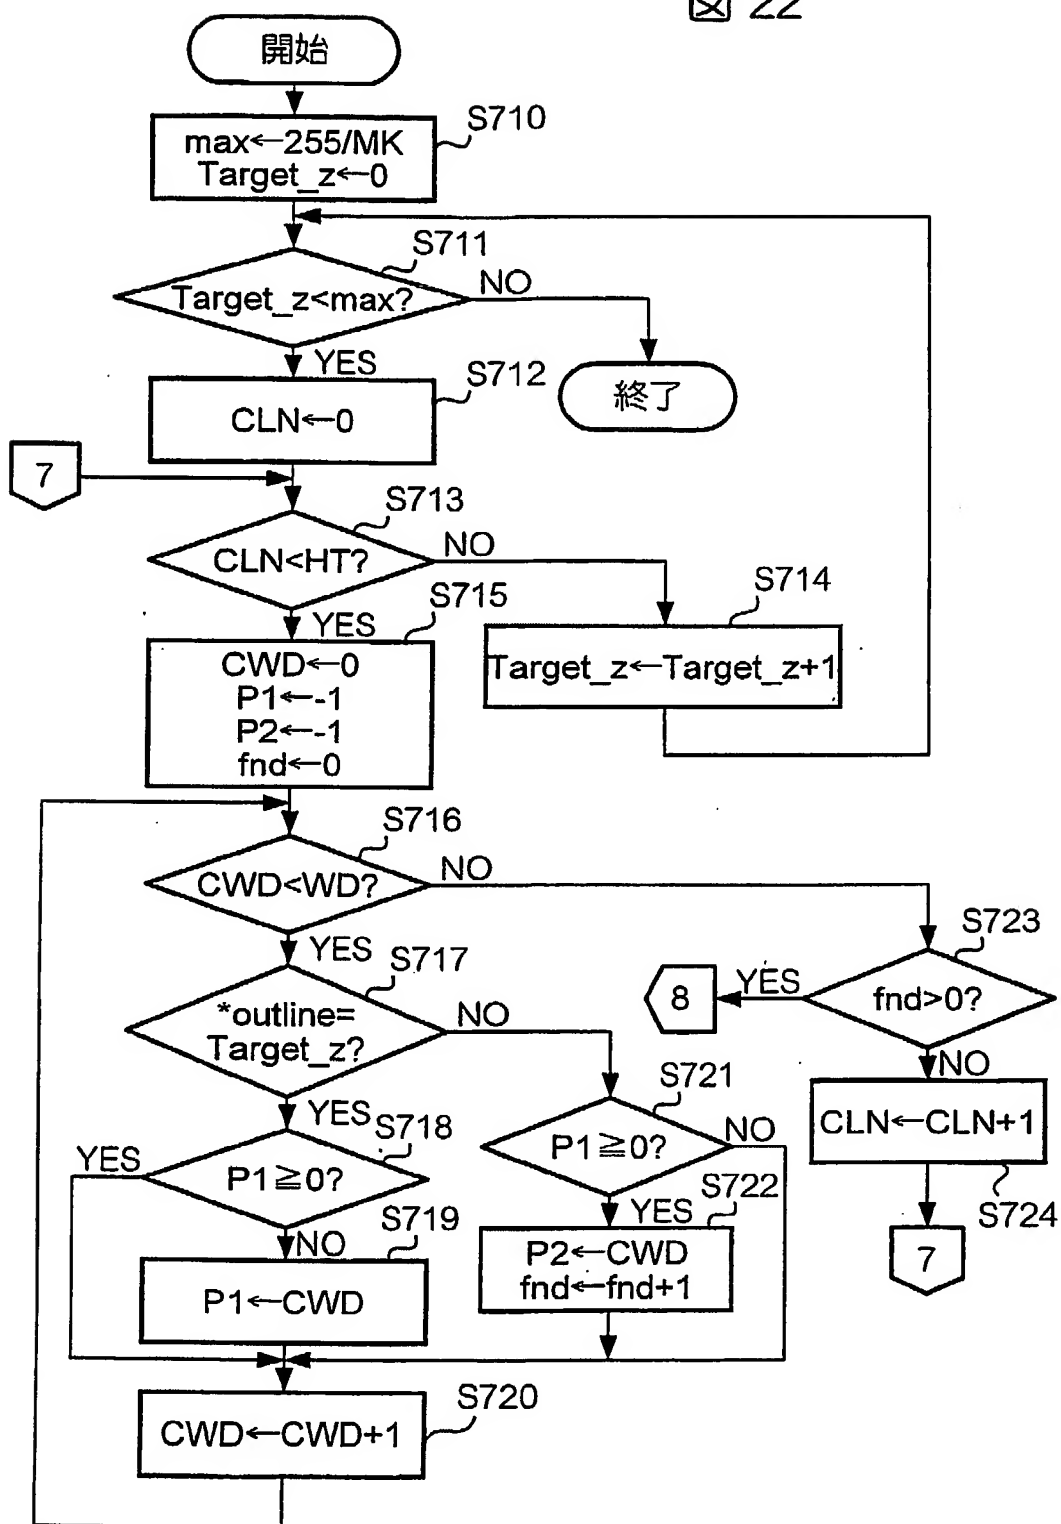 図 22
開始
S710
max←255/MK
Target_z←0
S711
Target_z<max?
NO
YES
終了
S712
CLN←0
7
S713
CLN<HT?
NO
YES
S714
Target_z←Target_z+1
S715
CWD←0
P1←-1
P2←-1
fnd←0
S716
CWD<WD?
NO
YES
S717
*outline=
Target_z?
NO
YES
S723
fnd>0?
YES
8
NO
S718
P1≧0?
YES
NO
S721
P1≧0?
NO
YES
CLN←CLN+1
S724
7
S719
P1←CWD
S722
P2←CWD
fnd←fnd+1
S720
CWD←CWD+1